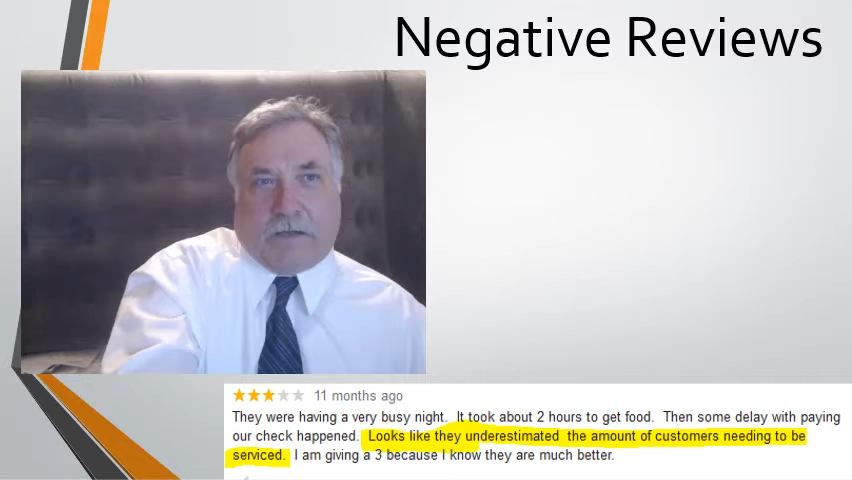 Negative Reviews
11 months ago
They were having a very busy night. It took about 2 hours to get food. Then some delay with paying
our check happened. Looks like they underestimated the amount of customers needing to be
serviced. I am giving a 3 because I know they are much better.